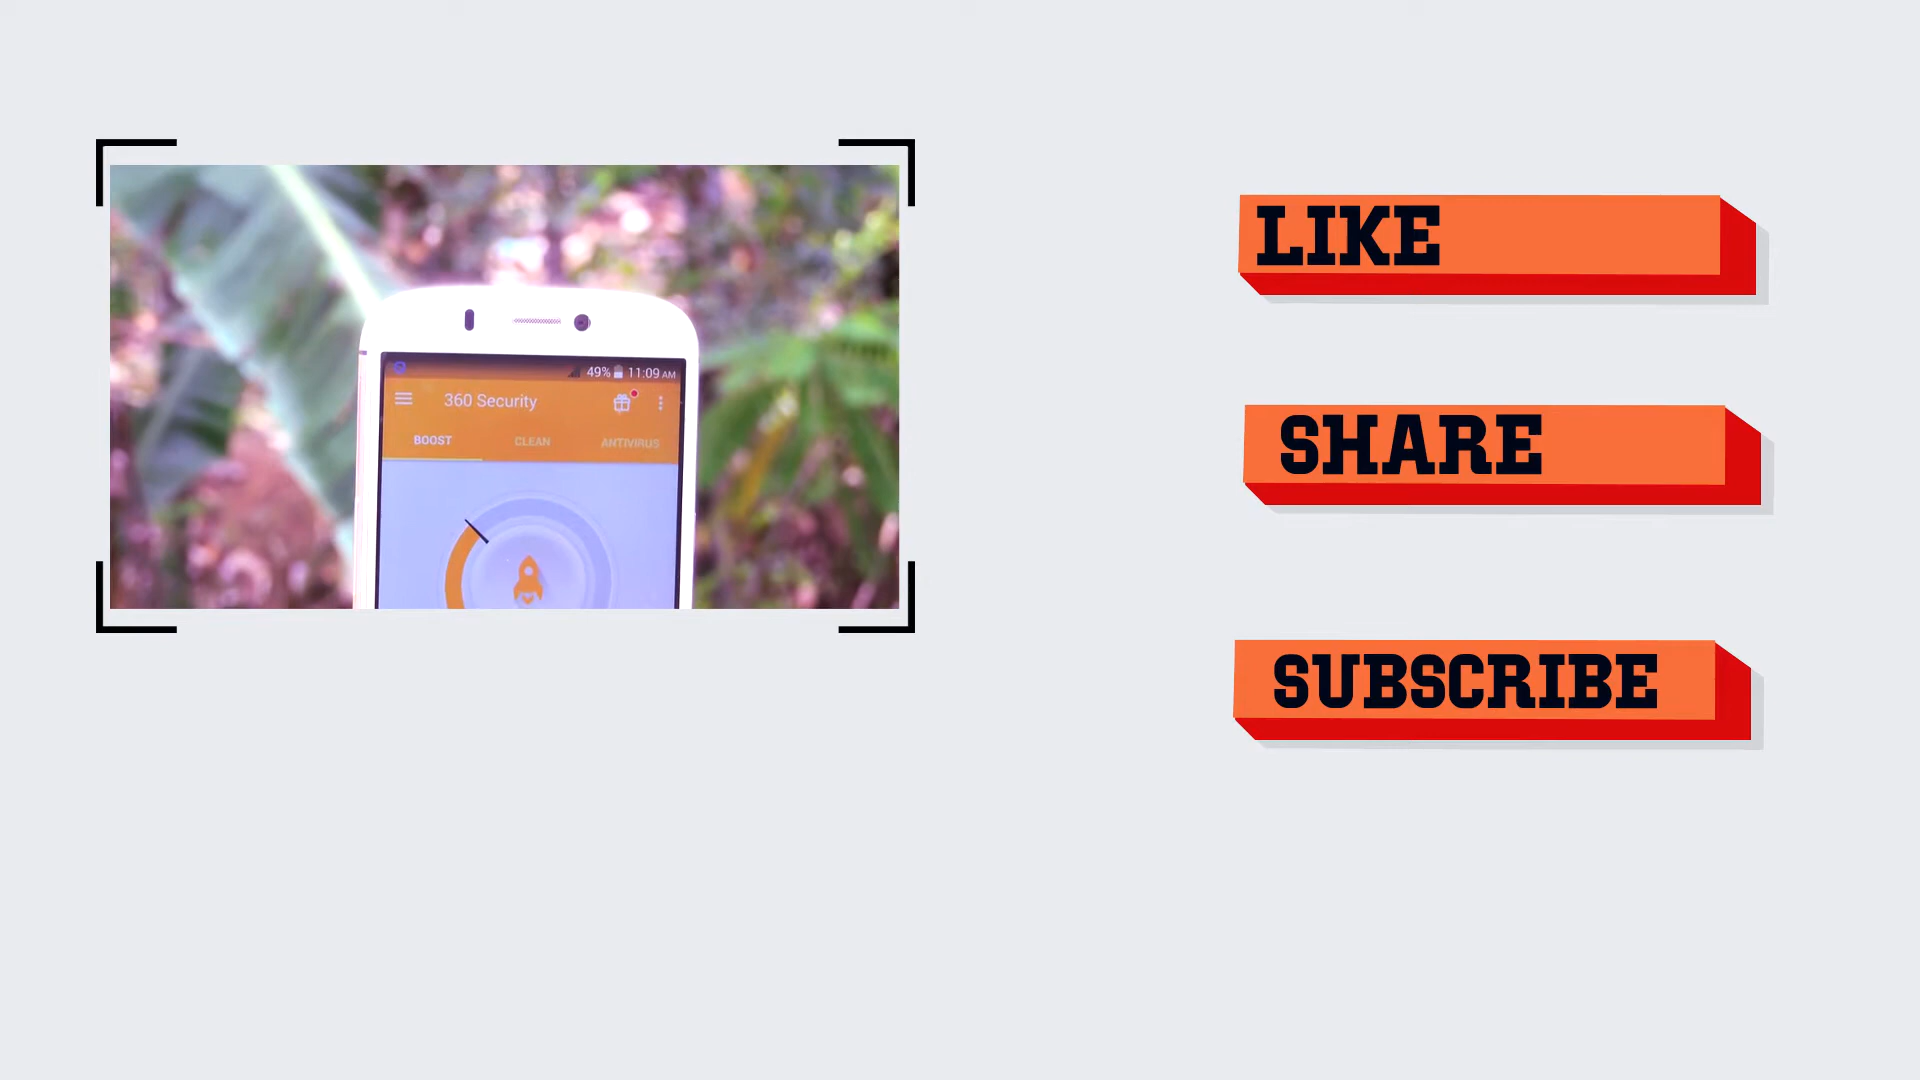 49% 11:09 AM
360 Security
BOOST CLEAN ANTIVIRUS
LIKE
SHARE
SUBSCRIBE